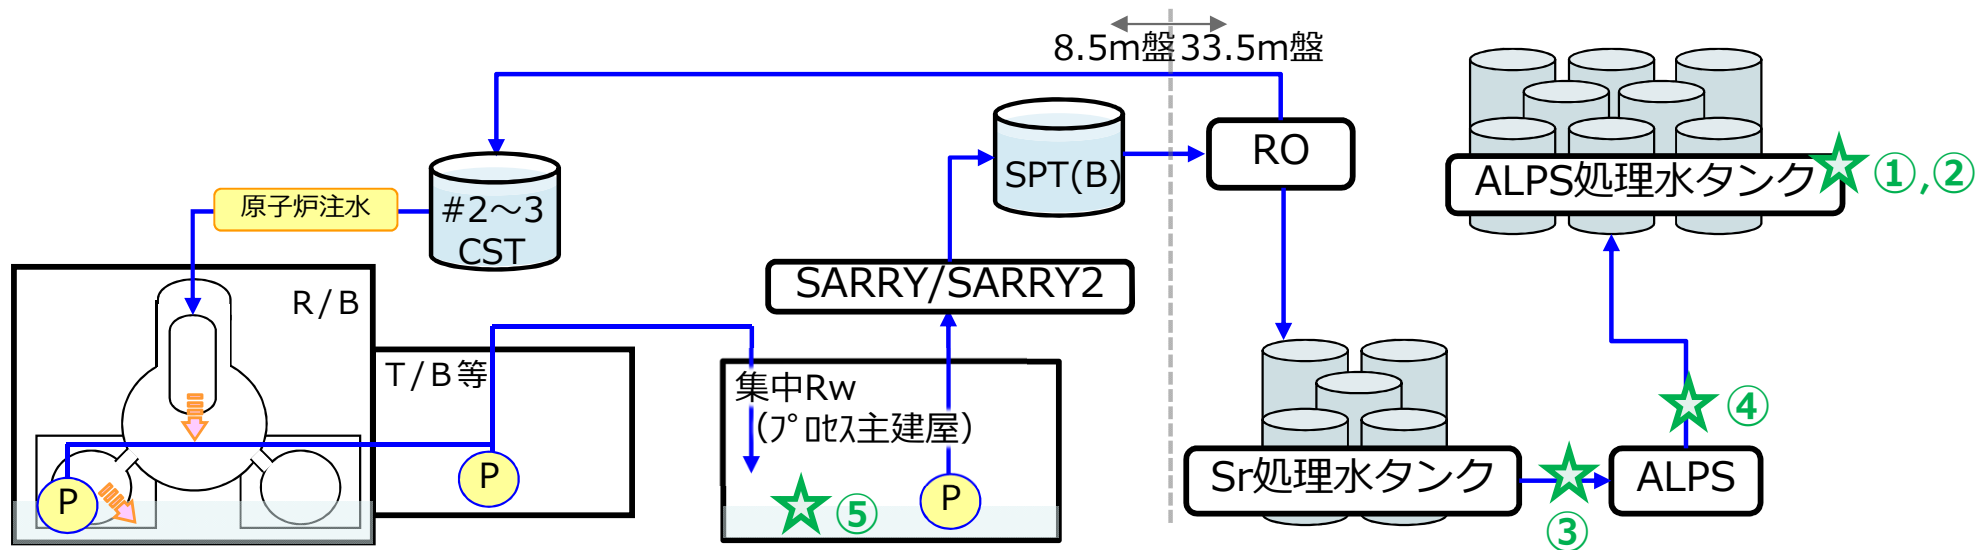 8.5m盤 33.5m盤
RO
SPT(B)
ALPS処理水タンク
①,②
原子炉注水
#2～3
CST
SARRY/SARRY2
R/B
T/B等
集中Rw
(ﾌﾟﾛｾｽ主建屋)
P
P
P
⑤
Sr処理水タンク
③
ALPS
④